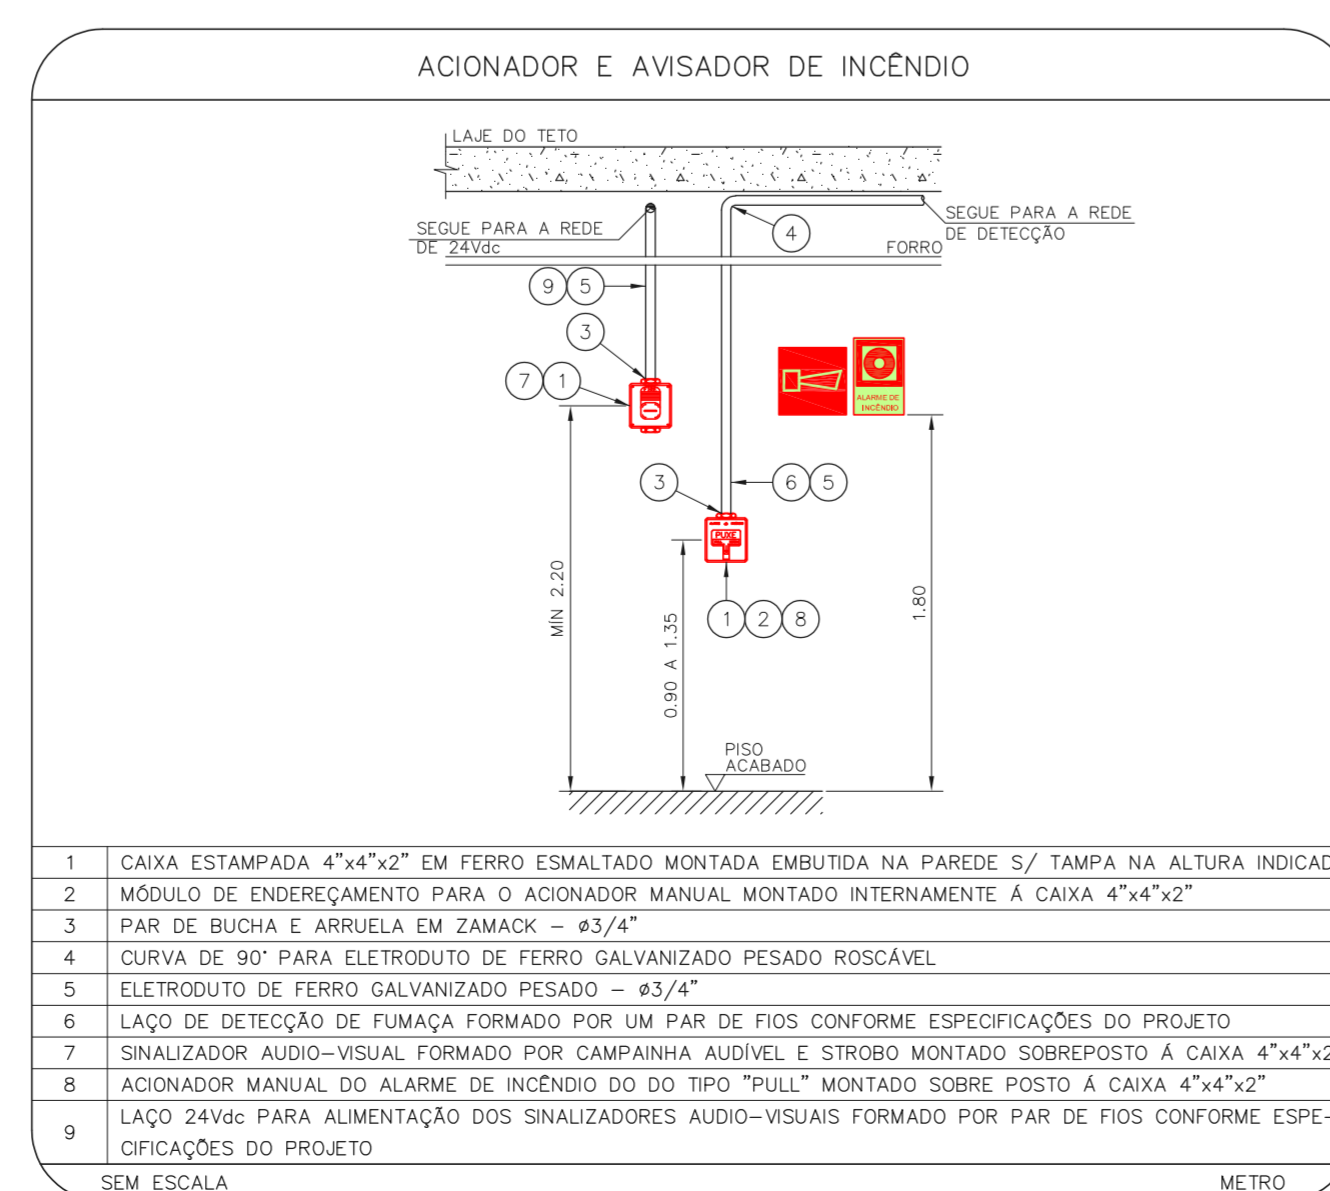 ACIONADOR E AVISADOR DE INCÊNDIO
LAJE DO TETO
SEGUE PARA A REDE
DE 24Vdc
SEGUE PARA A REDE
DE DETECÇÃO
4
FORRO
9 5
3
7 1
ALARME DE
INCÊNDIO
3
6 5
PUXE
1 2 8
MÍN 2.20
0.90 A 1.35
1.80
PISO
ACABADO
1 CAIXA ESTAMPADA 4"x4"x2" EM FERRO ESMALTADO MONTADA EMBUTIDA NA PAREDE S/ TAMPA NA ALTURA INDICAD
2 MÓDULO DE ENDEREÇAMENTO PARA O ACIONADOR MANUAL MONTADO INTERNAMENTE Á CAIXA 4"x4"x2"
3 PAR DE BUCHA E ARRUELA EM ZAMACK – ø3/4"
4 CURVA DE 90° PARA ELETRODUTO DE FERRO GALVANIZADO PESADO ROSCÁVEL
5 ELETRODUTO DE FERRO GALVANIZADO PESADO – ø3/4"
6 LAÇO DE DETECÇÃO DE FUMAÇA FORMADO POR UM PAR DE FIOS CONFORME ESPECIFICAÇÕES DO PROJETO
7 SINALIZADOR AUDIO–VISUAL FORMADO POR CAMPAINHA AUDÍVEL E STROBO MONTADO SOBREPOSTO Á CAIXA 4"x4"x2
8 ACIONADOR MANUAL DO ALARME DE INCÊNDIO DO DO TIPO "PULL" MONTADO SOBRE POSTO Á CAIXA 4"x4"x2"
9 LAÇO 24Vdc PARA ALIMENTAÇÃO DOS SINALIZADORES AUDIO–VISUAIS FORMADO POR PAR DE FIOS CONFORME ESPE–
CIFICAÇÕES DO PROJETO
SEM ESCALA
METRO